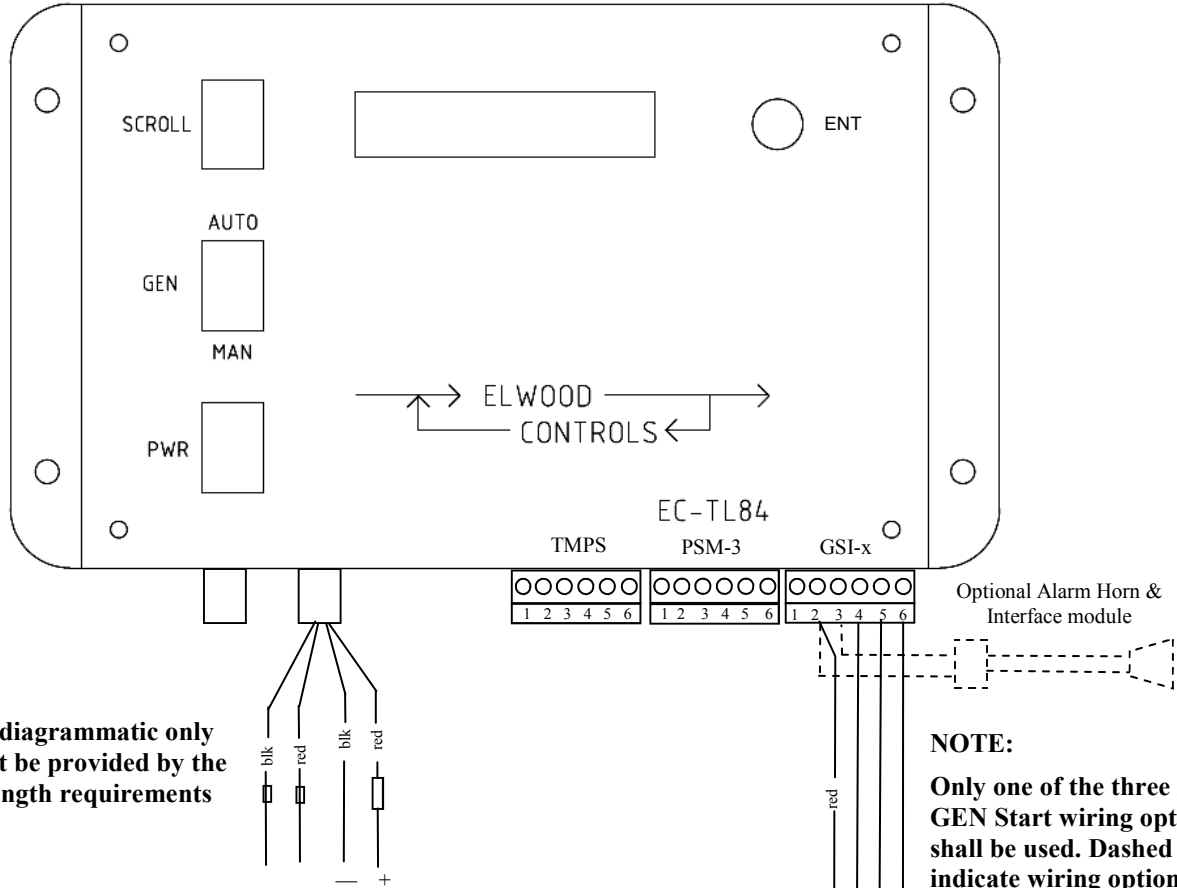 SCROLL
ENT
AUTO
GEN
MAN
PWR
ELWOOD
CONTROLS
EC-TL84
TMPS PSM-3 GSI-x
1 2 3 4 5 6 1 2 3 4 5 6 1 2 3 4 5 6
Optional Alarm Horn &
Interface module
diagrammatic only
t be provided by the
ngth requirements
blk red blk red
— +
red
NOTE:
Only one of the three
GEN Start wiring opt
shall be used. Dashed
indicate wiring option